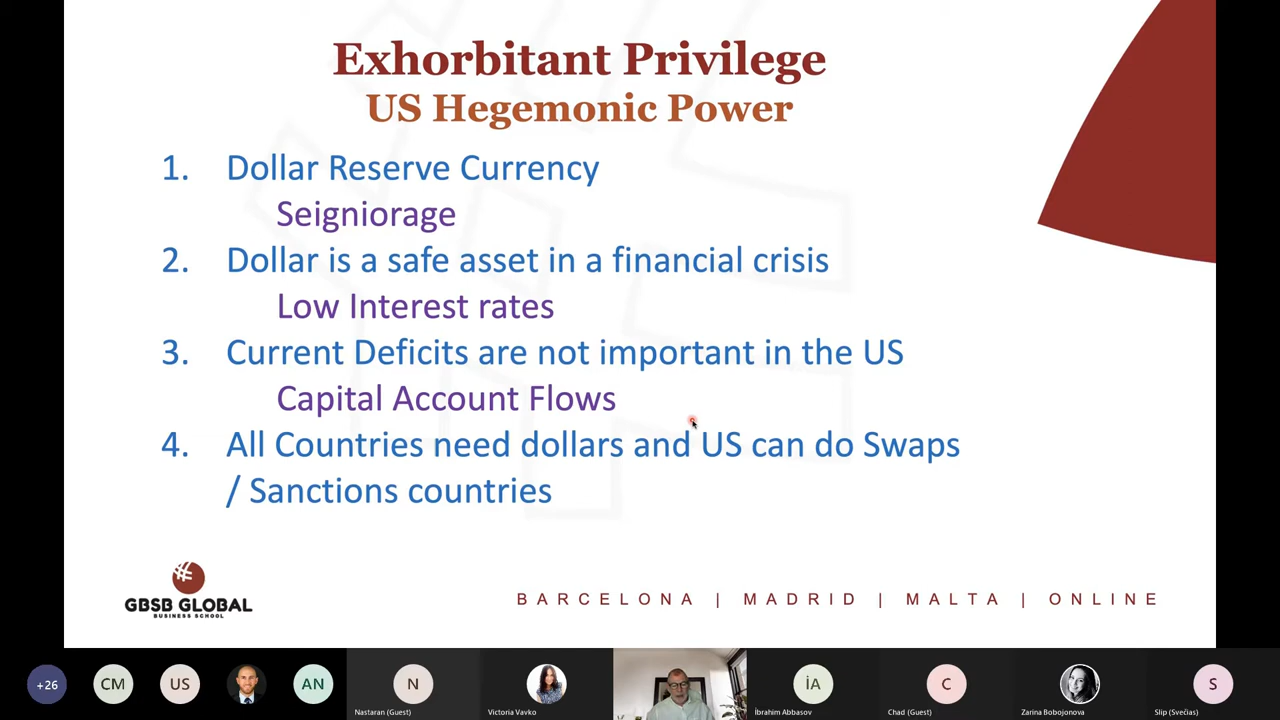 Exhorbitant Privilege
US Hegemonic Power
1. Dollar Reserve Currency
Seigniorage
2. Dollar is a safe asset in a financial crisis
Low Interest rates
3. Current Deficits are not important in the US
Capital Account Flows
4. All Countries need dollars and US can do Swaps
/ Sanctions countries
GBSB GLOBAL
BUSINESS SCHOOL
BARCELONA | MADRID | MALTA | ONLINE
+26
CM
US
AN
N
İA
C
S
Nastaran (Guest)
Victoria Vavko
İbrahim Abbasov
Chad (Guest)
Zarina Bobojonova
Slip (Svečias)